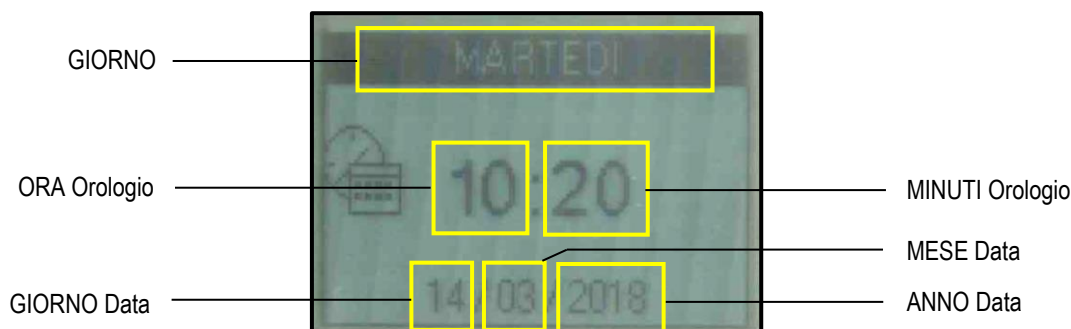 GIORNO
MARTEDI
ORA Orologio
10:20
MINUTI Orologio
MESE Data
GIORNO Data
14/03/2018
ANNO Data